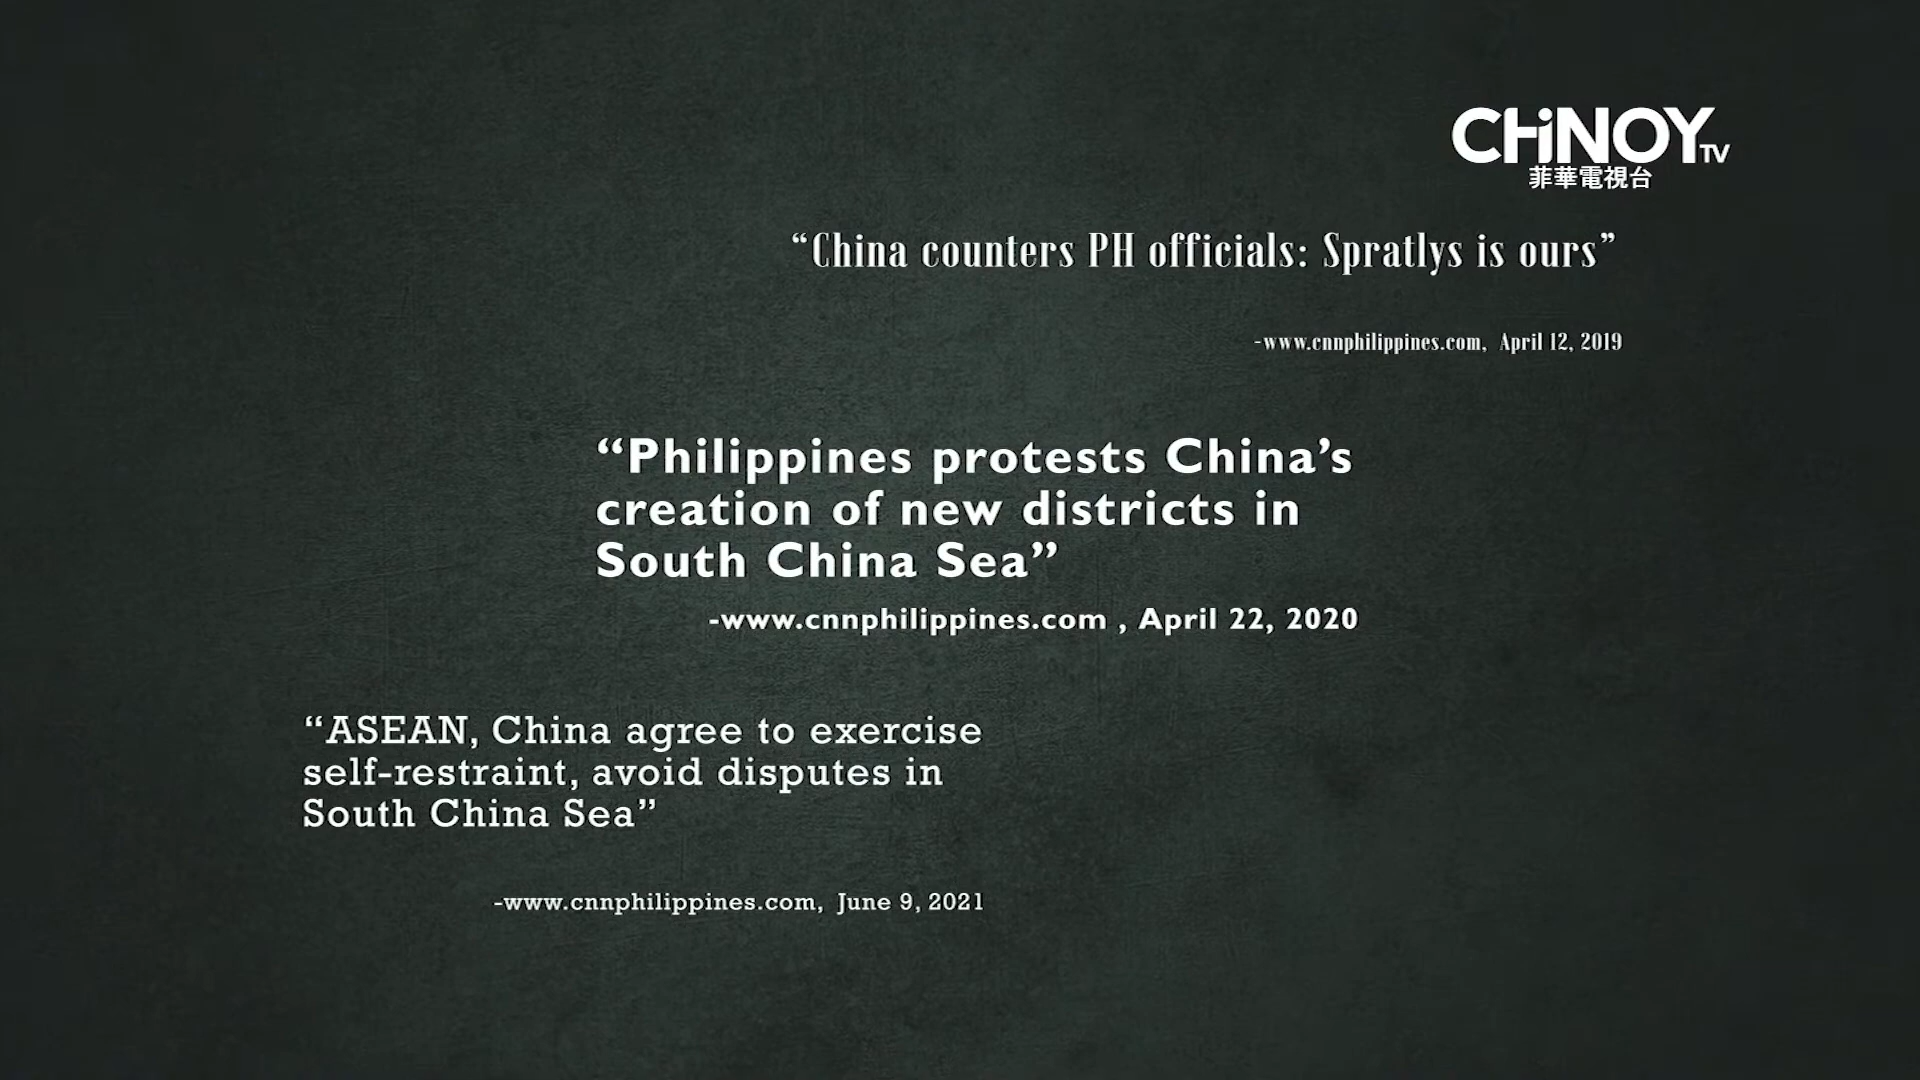 CHiNOY TV
菲華電視台
“China counters PH officials: Spratlys is ours”
-www.cnnphilippines.com, April 12, 2019
“Philippines protests China’s
creation of new districts in
South China Sea”
-www.cnnphilippines.com , April 22, 2020
“ASEAN, China agree to exercise
self-restraint, avoid disputes in
South China Sea”
-www.cnnphilippines.com, June 9, 2021